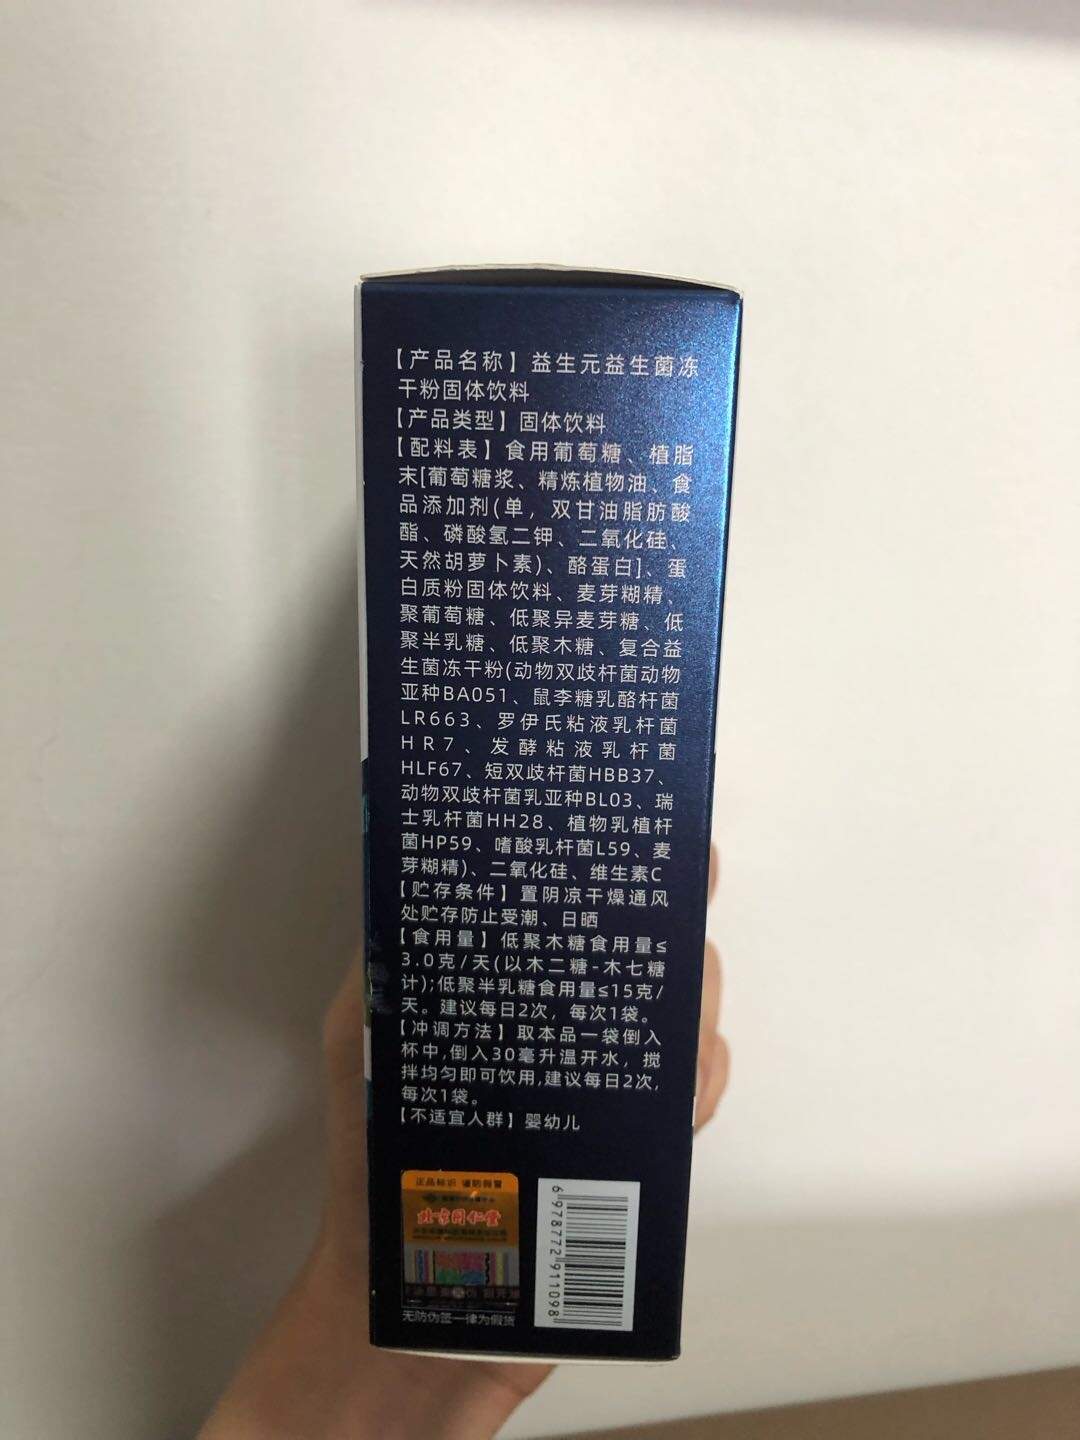 【产品名称】益生元益生菌冻
干粉固体饮料
【产品类型】固体饮料
【配料表】食用葡萄糖、植脂
末[葡萄糖浆、精炼植物油、食
品添加剂(单，双甘油脂肪酸
酯、磷酸氢二钾、二氧化硅、
天然胡萝卜素)、酪蛋白]、蛋
白质粉固体饮料、麦芽糊精、
聚葡萄糖、低聚异麦芽糖、低
聚半乳糖、低聚木糖、复合益
生菌冻干粉(动物双歧杆菌动物
亚种BA051、鼠李糖乳酪杆菌
LR663、罗伊氏粘液乳杆菌
HR7、发酵粘液乳杆菌
HLF67、短双歧杆菌HBB37、
动物双歧杆菌乳亚种BL03、瑞
士乳杆菌HH28、植物乳植杆
菌HP59、嗜酸乳杆菌L59、麦
芽糊精)、二氧化硅、维生素C
【贮存条件】置阴凉干燥通风
处贮存防止受潮、日晒
【食用量】低聚木糖食用量≤
3.0克/天(以木二糖-木七糖
计);低聚半乳糖食用量≤15克/
天。建议每日2次，每次1袋。
【冲调方法】取本品一袋倒入
杯中,倒入30毫升温开水，搅
拌均匀即可饮用,建议每日2次,
每次1袋。
【不适宜人群】婴幼儿
正品标识 谨防假冒
北京同仁堂
无防伪签一律为假货
6978772911098